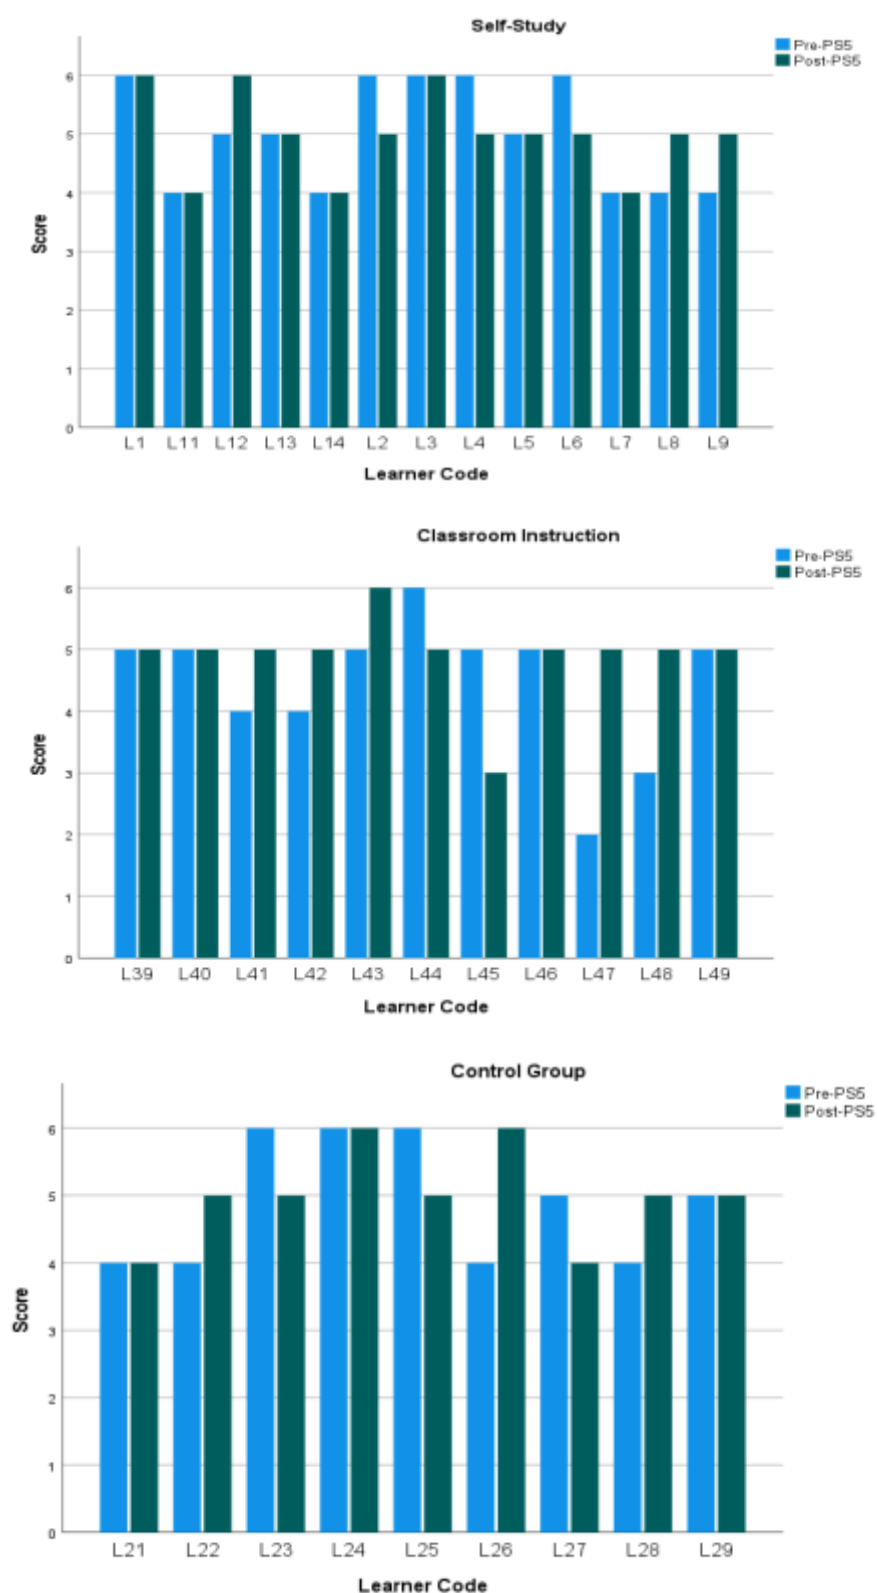 Self-Study
Pre-PS5
Post-PS5
6
5
4
3
2
1
0
Score
L1 L11 L12 L13 L14 L2 L3 L4 L5 L6 L7 L8 L9
Learner Code
Classroom Instruction
Pre-PS5
Post-PS5
6
5
4
3
2
1
0
Score
L39 L40 L41 L42 L43 L44 L45 L46 L47 L48 L49
Learner Code
Control Group
Pre-PS5
Post-PS5
6
5
4
3
2
1
0
Score
L21 L22 L23 L24 L25 L26 L27 L28 L29
Learner Code